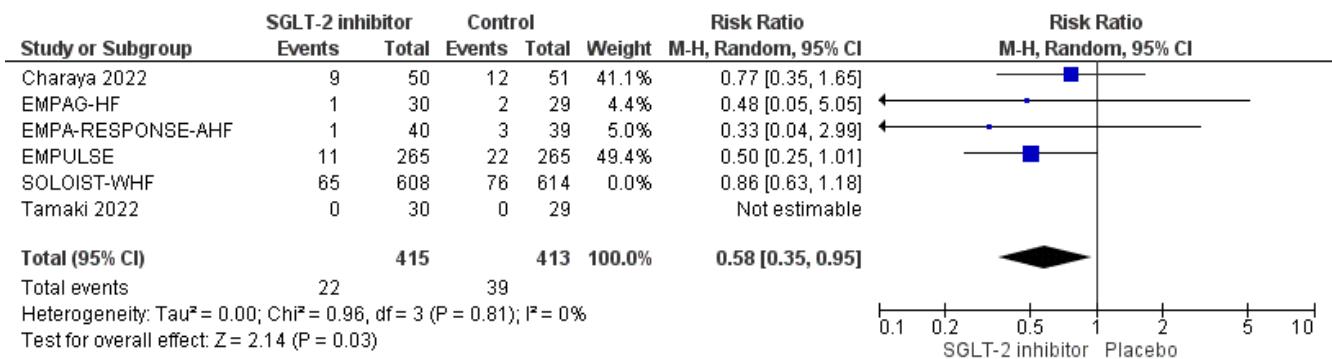 SGLT-2 inhibitor Control Risk Ratio Risk Ratio
Study or Subgroup Events Total Events Total Weight M-H, Random, 95% CI M-H, Random, 95% CI
Charaya 2022 9 50 12 51 41.1% 0.77 [0.35, 1.65]
EMPAG-HF 1 30 2 29 4.4% 0.48 [0.05, 5.05]
EMPA-RESPONSE-AHF 1 40 3 39 5.0% 0.33 [0.04, 2.99]
EMPULSE 11 265 22 265 49.4% 0.50 [0.25, 1.01]
SOLOIST-WHF 65 608 76 614 0.0% 0.86 [0.63, 1.18]
Tamaki 2022 0 30 0 29 Not estimable
Total (95% CI) 415 413 100.0% 0.58 [0.35, 0.95]
Total events 22 39
Heterogeneity: Tau² = 0.00; Chi² = 0.96, df = 3 (P = 0.81); I² = 0%
Test for overall effect: Z = 2.14 (P = 0.03)
0.1 0.2 0.5 1 2 5 10
SGLT-2 inhibitor Placebo